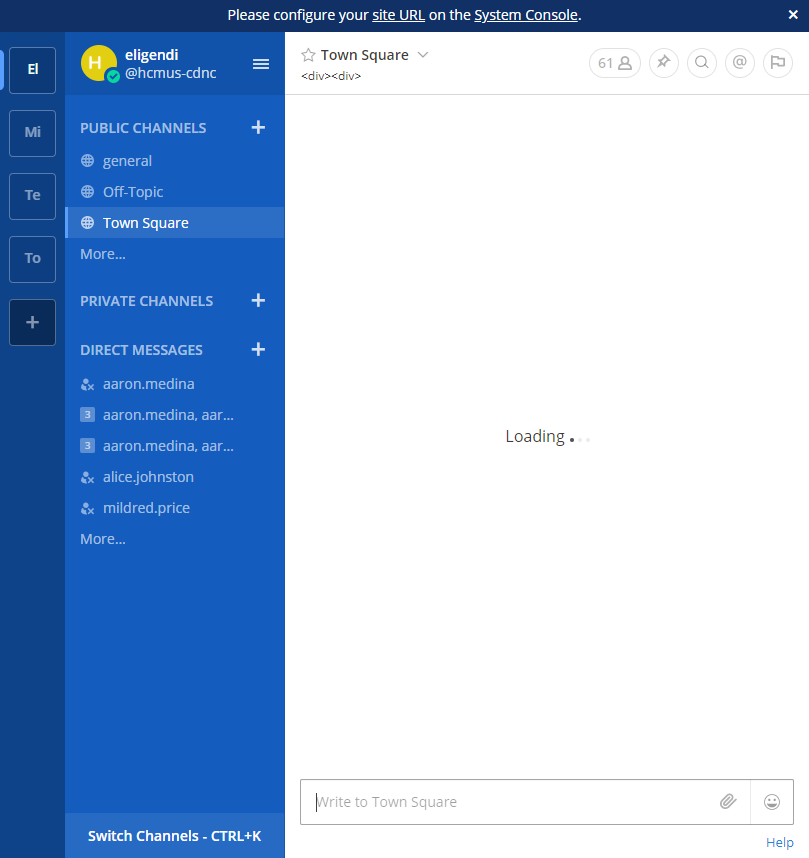 Please configure your site URL on the System Console.
×
El
Mi
Te
To
+
H
eligendi
@hcmus-cdnc
PUBLIC CHANNELS +
general
Off-Topic
Town Square
More...
PRIVATE CHANNELS +
DIRECT MESSAGES +
aaron.medina
3 aaron.medina, aar...
3 aaron.medina, aar...
alice.johnston
mildred.price
More...
Switch Channels - CTRL+K
Town Square
<div><div>
61
@
Loading
Write to Town Square
Help